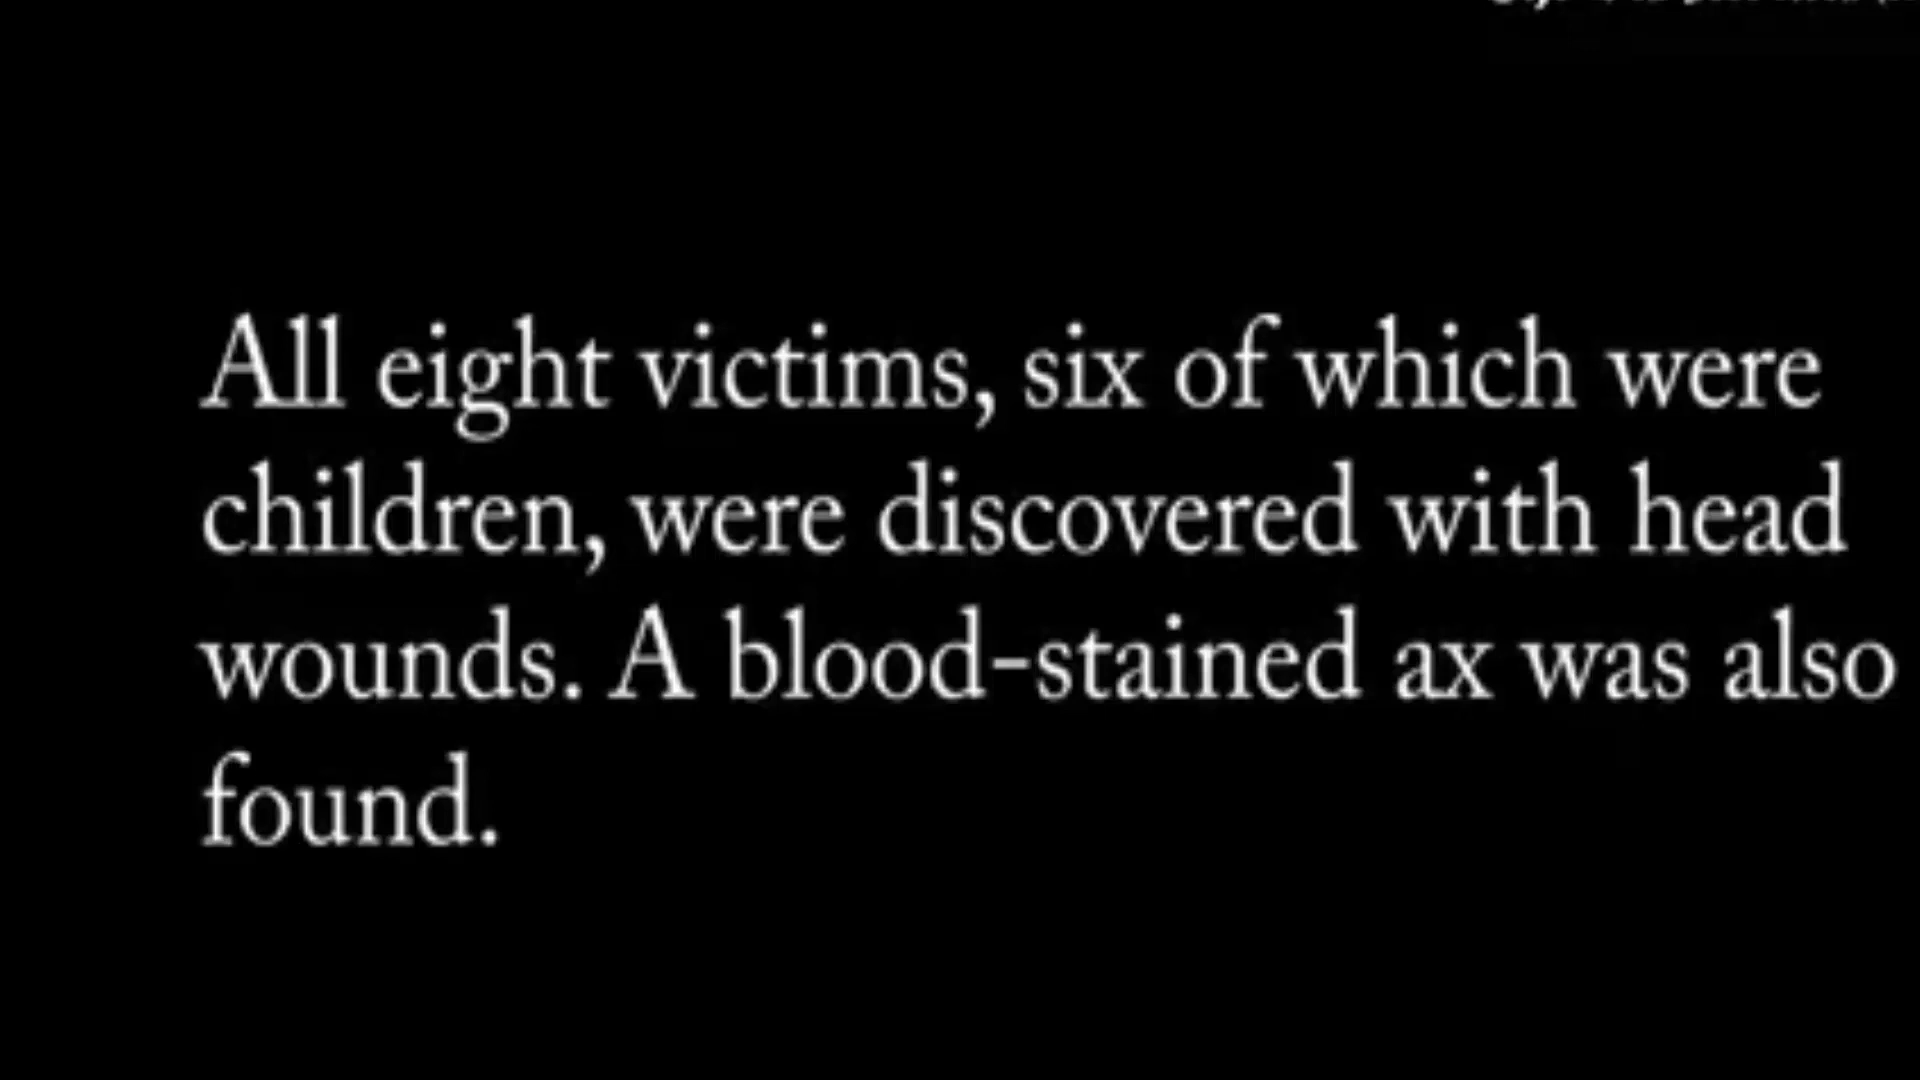 All eight victims, six of which were
children, were discovered with head
wounds. A blood-stained ax was also
found.